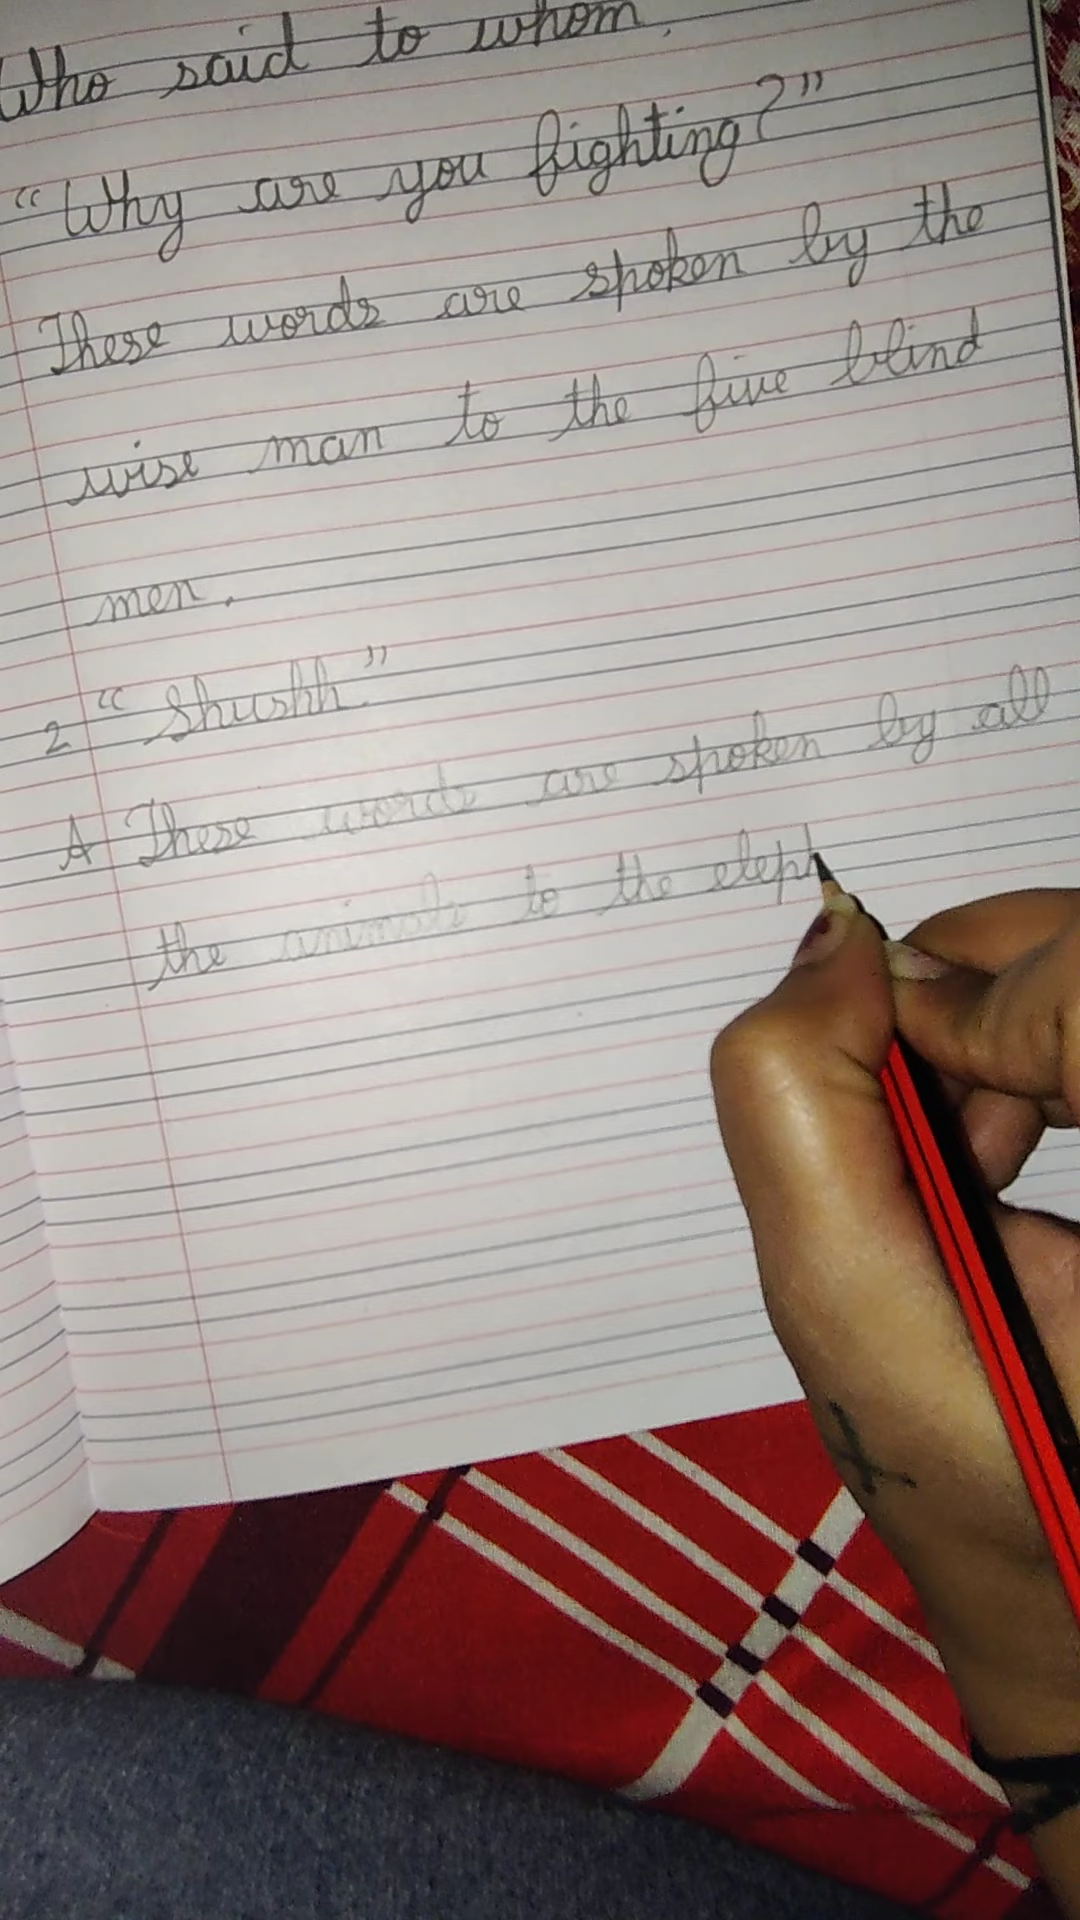 Who said to whom.
"Why are you fighting?"
These words are spoken by the
wise man to the five blind
men.
2 "Shushh."
A These words are spoken by all
the animals to the eleph